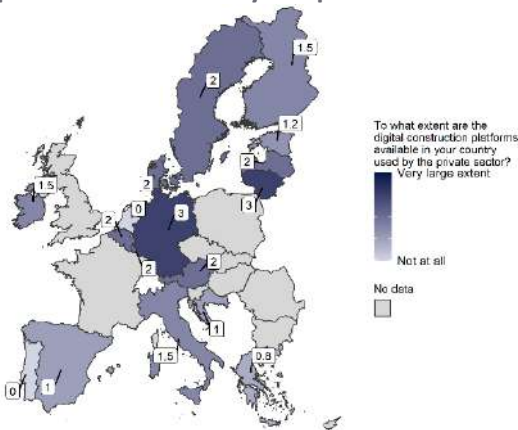 1.5
2
1.2
2
1.5
2
0
3
3
2
2
2
1
0.8
1.5
1
0
To what extent are the
digital construction platforms
available in your country
used by the private sector?
Very large extent
Not at all
No data